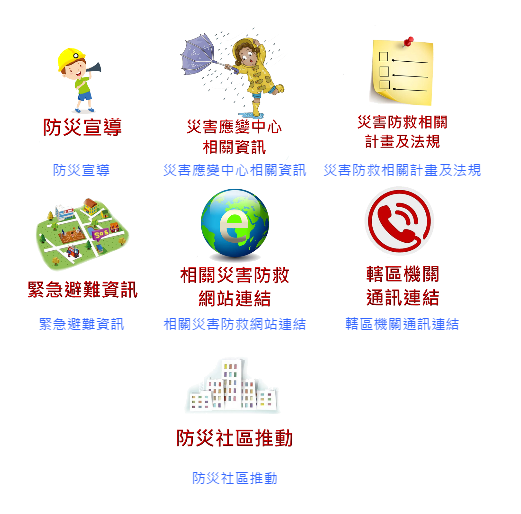 防災宣導
災害應變中心
相關資訊
災害防救相關
計畫及法規
防災宣導
災害應變中心相關資訊
災害防救相關計畫及法規
緊急避難資訊
相關災害防救
網站連結
轄區機關
通訊連結
緊急避難資訊
相關災害防救網站連結
轄區機關通訊連結
防災社區推動
防災社區推動